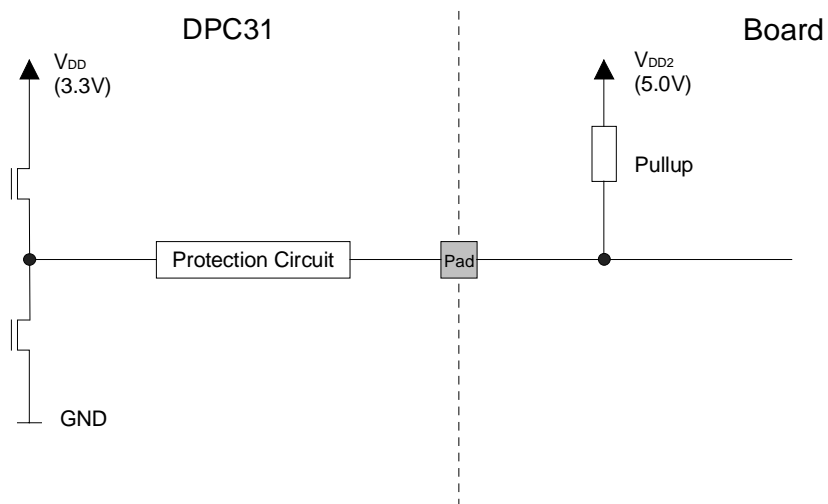 DPC31
Board
VDD
(3.3V)
VDD2
(5.0V)
Pullup
Protection Circuit
Pad
GND